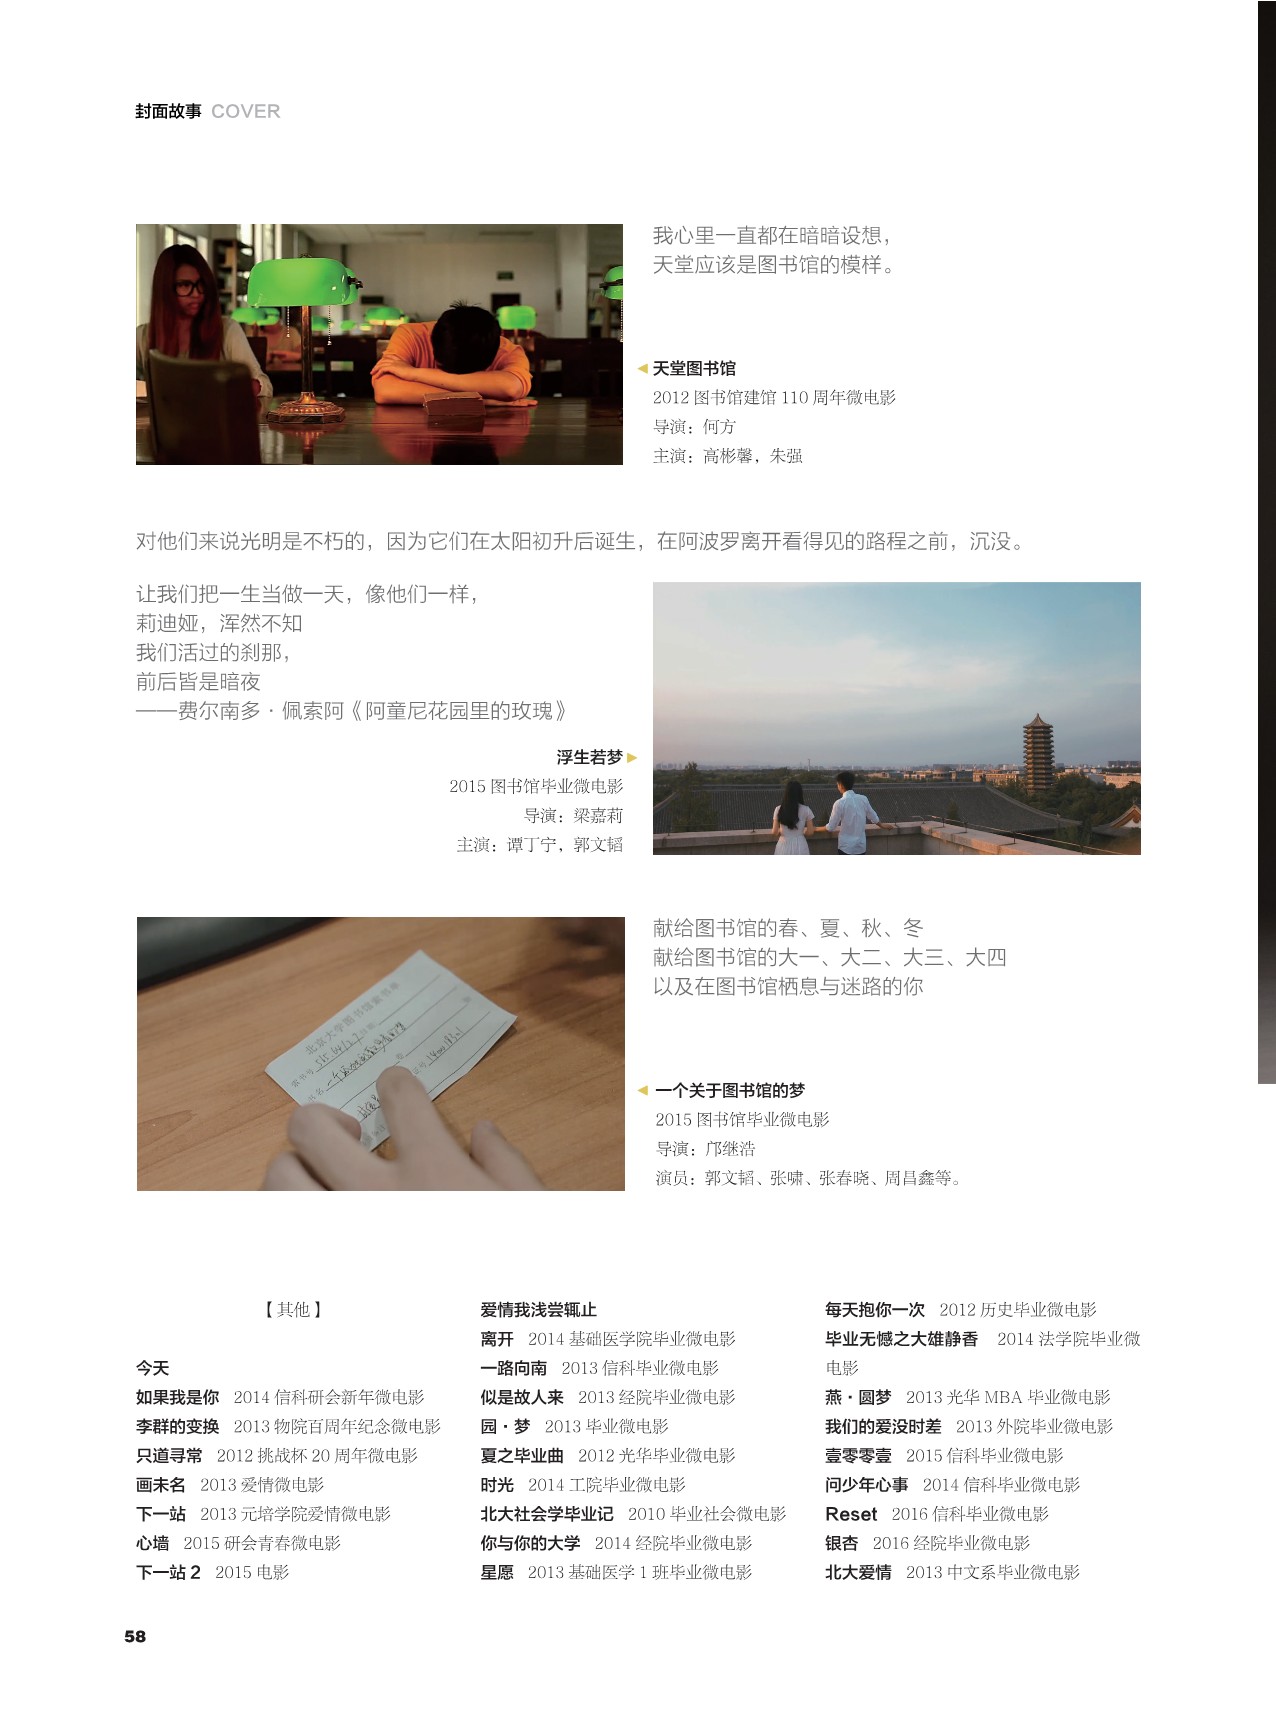 封面故事 COVER
我心里一直都在暗暗设想，
天堂应该是图书馆的模样。
天堂图书馆
2012 图书馆建馆 110 周年微电影
导演：何方
主演：高彬馨，朱强
对他们来说光明是不朽的，因为它们在太阳初升后诞生，在阿波罗离开看得见的路程之前，沉没。
让我们把一生当做一天，像他们一样，
莉迪娅，浑然不知
我们活过的刹那，
前后皆是暗夜
——费尔南多·佩索阿《阿童尼花园里的玫瑰》
浮生若梦
2015 图书馆毕业微电影
导演：梁嘉莉
主演：谭丁宁，郭文韬
北京大学图书馆索书单
索书号
书名
献给图书馆的春、夏、秋、冬
献给图书馆的大一、大二、大三、大四
以及在图书馆栖息与迷路的你
一个关于图书馆的梦
2015 图书馆毕业微电影
导演：邝继浩
演员：郭文韬、张啸、张春晓、周昌鑫等。
【其他】
今天
如果我是你 2014 信科研会新年微电影
李群的变换 2013 物院百周年纪念微电影
只道寻常 2012 挑战杯 20 周年微电影
画未名 2013 爱情微电影
下一站 2013 元培学院爱情微电影
心墙 2015 研会青春微电影
下一站 2 2015 电影
爱情我浅尝辄止
离开 2014 基础医学院毕业微电影
一路向南 2013 信科毕业微电影
似是故人来 2013 经院毕业微电影
园·梦 2013 毕业微电影
夏之毕业曲 2012 光华毕业微电影
时光 2014 工院毕业微电影
北大社会学毕业记 2010 毕业社会微电影
你与你的大学 2014 经院毕业微电影
星愿 2013 基础医学 1 班毕业微电影
每天抱你一次 2012 历史毕业微电影
毕业无憾之大雄静香 2014 法学院毕业微
电影
燕·圆梦 2013 光华 MBA 毕业微电影
我们的爱没时差 2013 外院毕业微电影
壹零零壹 2015 信科毕业微电影
问少年心事 2014 信科毕业微电影
Reset 2016 信科毕业微电影
银杏 2016 经院毕业微电影
北大爱情 2013 中文系毕业微电影
58